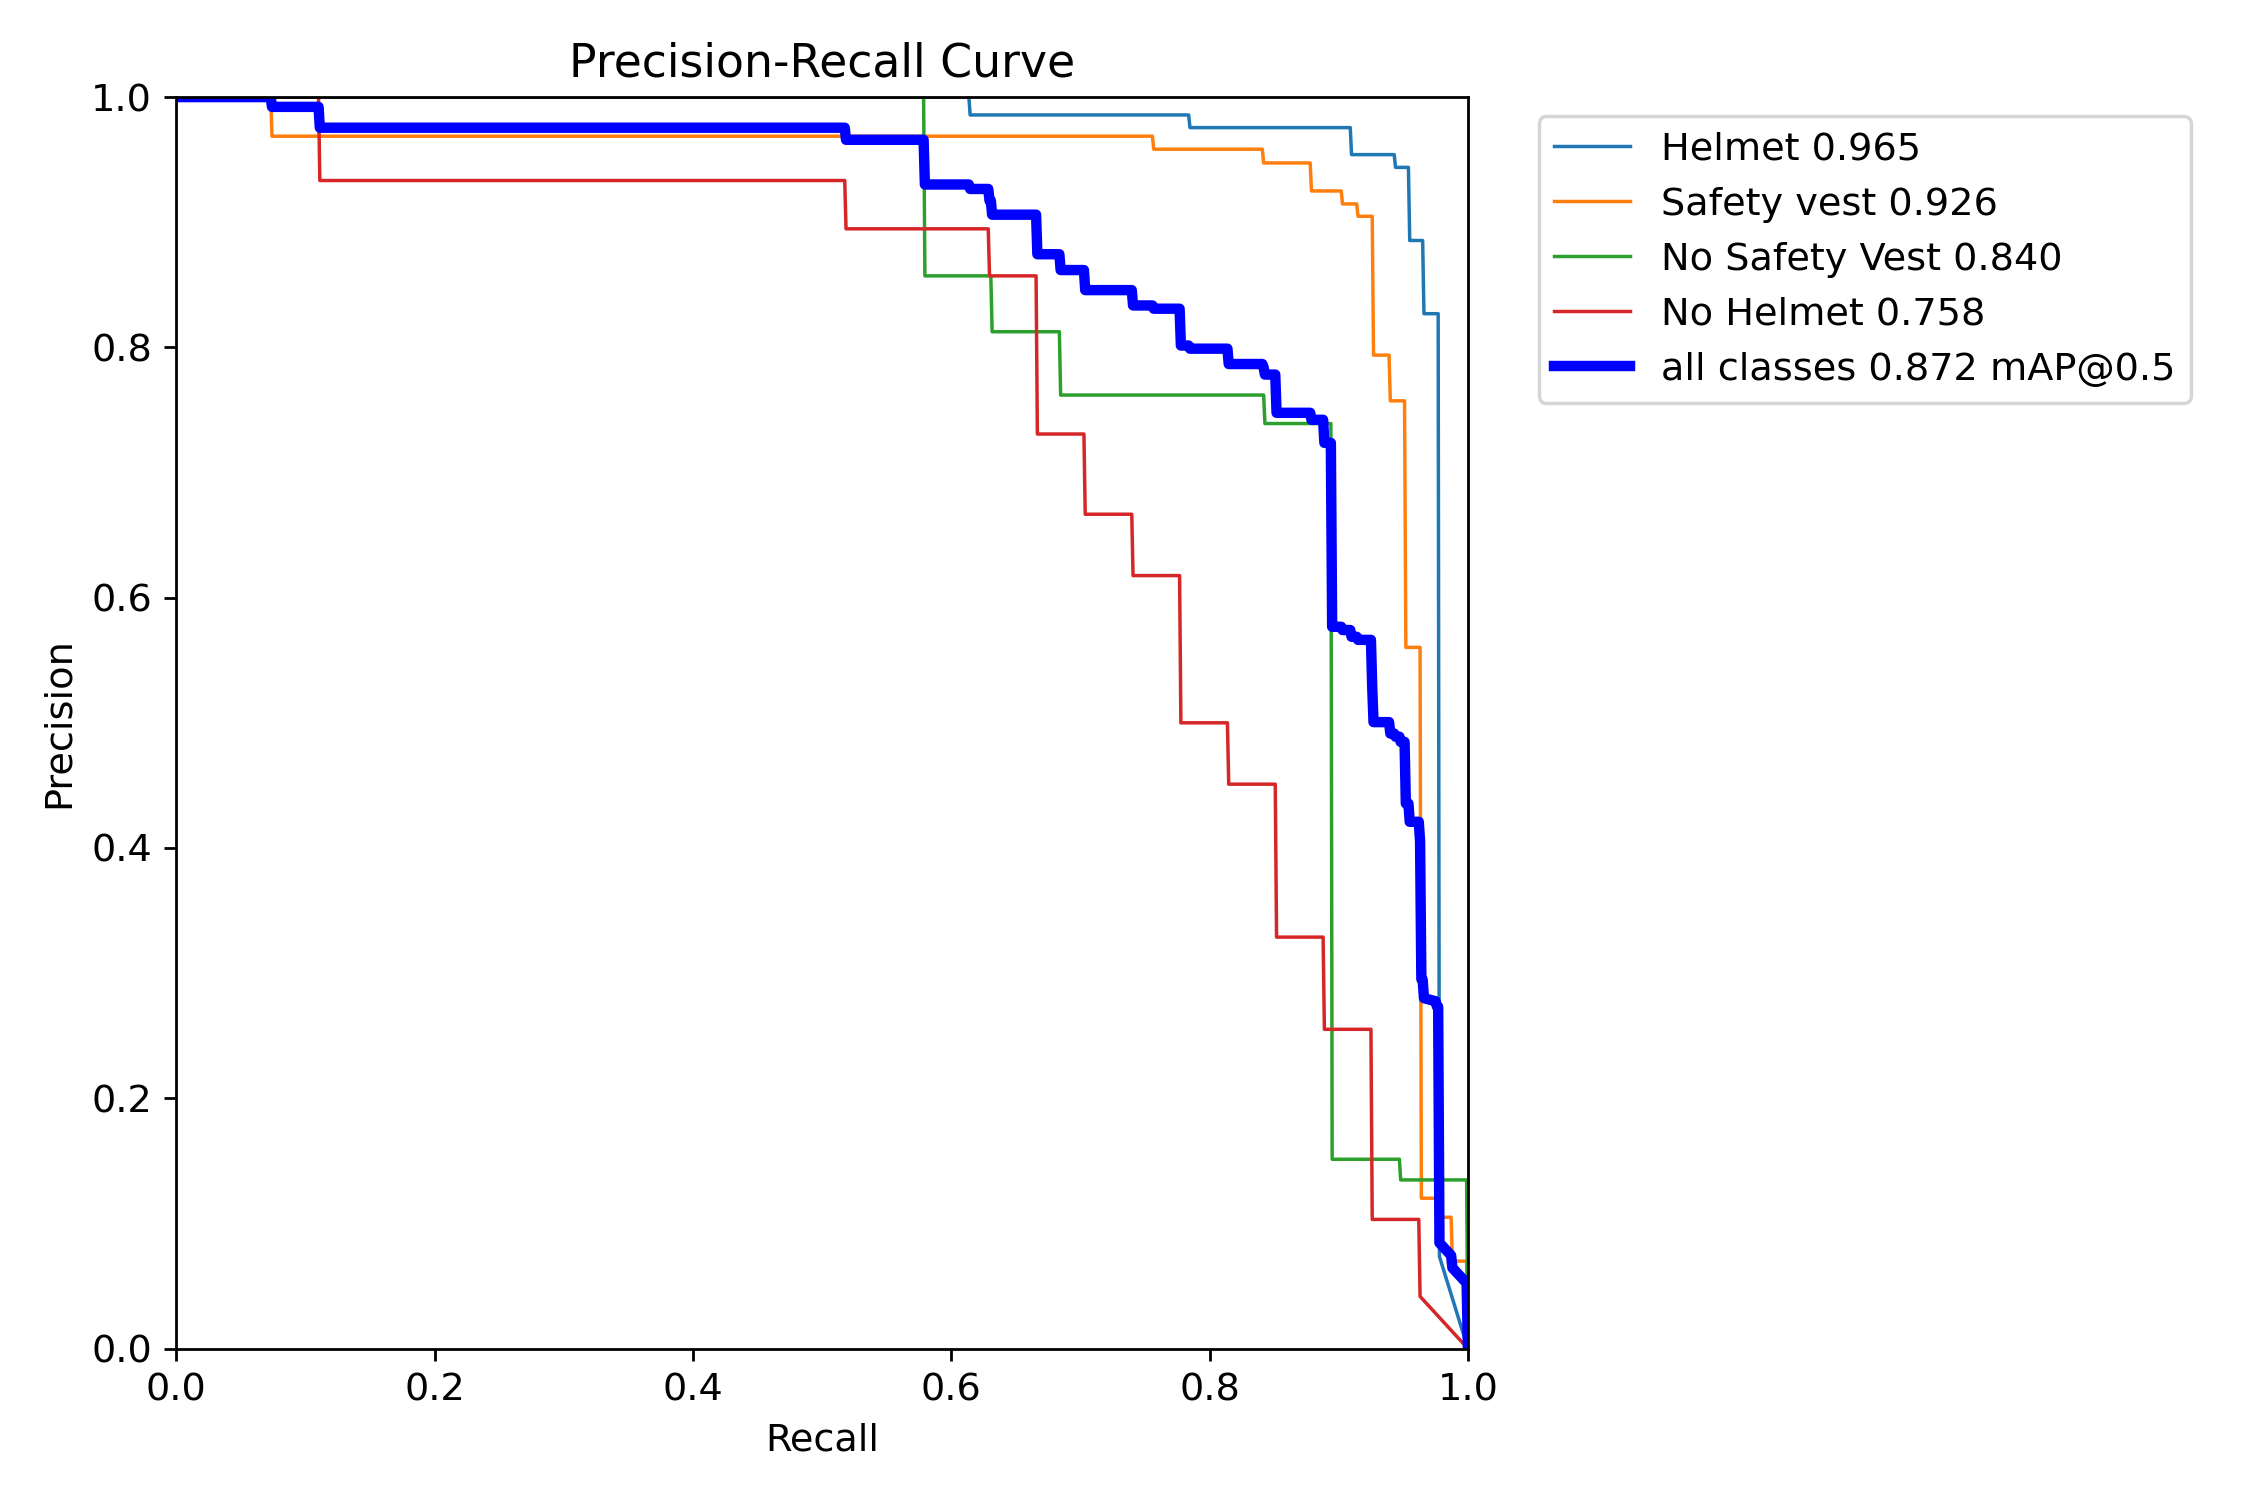 Precision-Recall Curve
1.0
0.8
0.6
0.4
0.2
0.0
Precision
0.0 0.2 0.4 0.6 0.8 1.0
Recall
Helmet 0.965
Safety vest 0.926
No Safety Vest 0.840
No Helmet 0.758
all classes 0.872 mAP@0.5